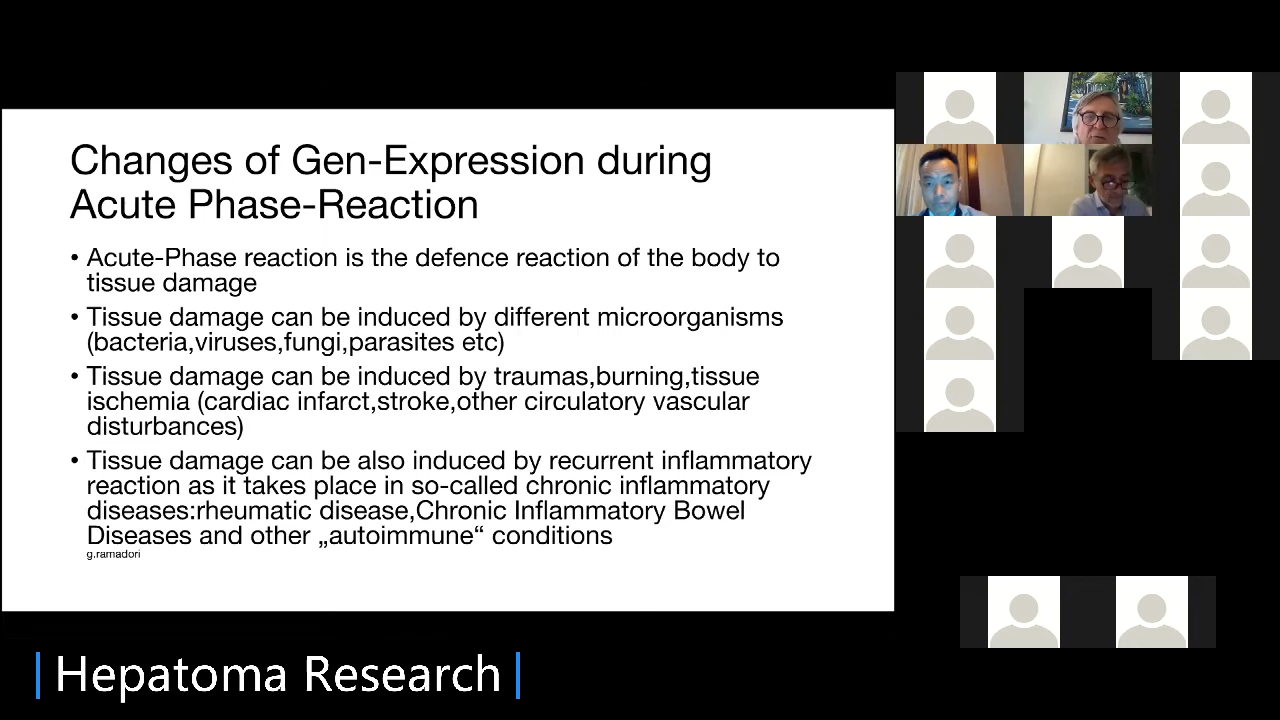 Changes of Gen-Expression during
Acute Phase-Reaction
• Acute-Phase reaction is the defence reaction of the body to
tissue damage
• Tissue damage can be induced by different microorganisms
(bacteria,viruses,fungi,parasites etc)
• Tissue damage can be induced by traumas,burning,tissue
ischemia (cardiac infarct,stroke,other circulatory vascular
disturbances)
• Tissue damage can be also induced by recurrent inflammatory
reaction as it takes place in so-called chronic inflammatory
diseases:rheumatic disease,Chronic Inflammatory Bowel
Diseases and other „autoimmune“ conditions
g.ramadori
| Hepatoma Research |